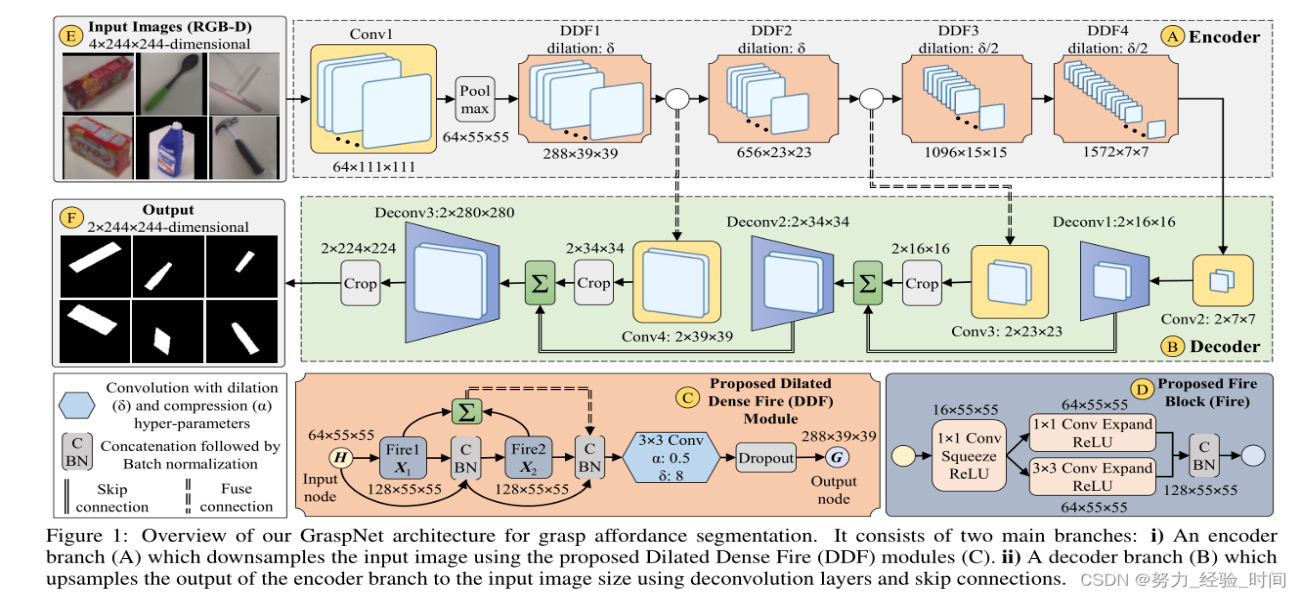 E
Input Images (RGB-D)
4×244×244-dimensional
Conv1
Pool
max
64×55×55
64×111×111
DDF1
dilation: δ
288×39×39
DDF2
dilation: δ
656×23×23
DDF3
dilation: δ/2
1096×15×15
DDF4
dilation: δ/2
1572×7×7
A Encoder
F
Output
2×244×244-dimensional
2×224×224
Crop
Deconv3:2×280×280
Σ
2×34×34
Crop
Conv4: 2×39×39
Deconv2:2×34×34
Σ
2×16×16
Crop
Conv3: 2×23×23
Deconv1:2×16×16
Conv2: 2×7×7
B Decoder
Convolution with dilation
(δ) and compression (α)
hyper-parameters
C
BN
Concatenation followed by
Batch normalization
Skip
connection
Fuse
connection
C
Proposed Dilated
Dense Fire (DDF)
Module
Σ
64×55×55
H
Input
node
Fire1
X1
128×55×55
C
BN
Fire2
X2
128×55×55
C
BN
3×3 Conv
α: 0.5
δ: 8
Dropout
288×39×39
G
Output
node
D
Proposed Fire
Block (Fire)
16×55×55
1×1 Conv
Squeeze
ReLU
64×55×55
1×1 Conv Expand
ReLU
3×3 Conv Expand
ReLU
64×55×55
C
BN
128×55×55
Figure 1: Overview of our GraspNet architecture for grasp affordance segmentation. It consists of two main branches: i) An encoder
branch (A) which downsamples the input image using the proposed Dilated Dense Fire (DDF) modules (C). ii) A decoder branch (B) which
upsamples the output of the encoder branch to the input image size using deconvolution layers and skip connections.
CSDN @努力_经验_时间